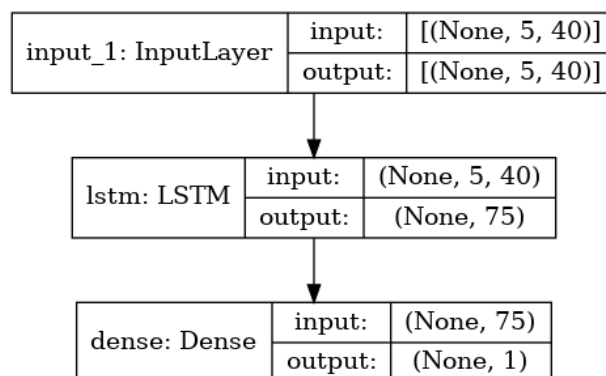 input_1: InputLayer
input: [(None, 5, 40)]
output: [(None, 5, 40)]
lstm: LSTM
input: (None, 5, 40)
output: (None, 75)
dense: Dense
input: (None, 75)
output: (None, 1)